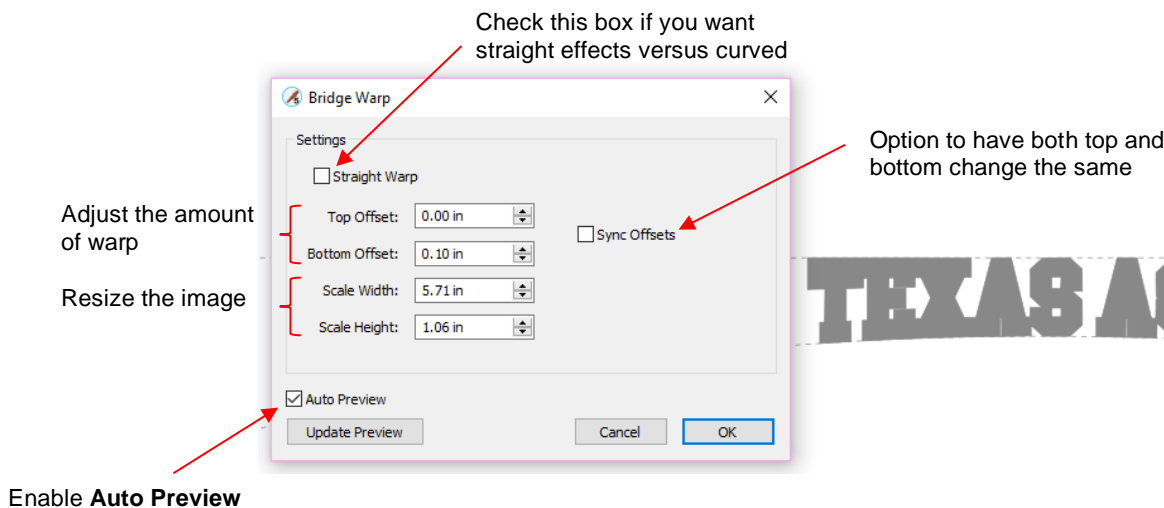 Check this box if you want
straight effects versus curved
Bridge Warp
Settings
Straight Warp
Option to have both top and
bottom change the same
Adjust the amount
of warp
Top Offset: 0.00 in
Sync Offsets
Bottom Offset: 0.10 in
Resize the image
Scale Width: 5.71 in
Scale Height: 1.06 in
TEXAS AS
Auto Preview
Update Preview
Cancel
OK
Enable Auto Preview